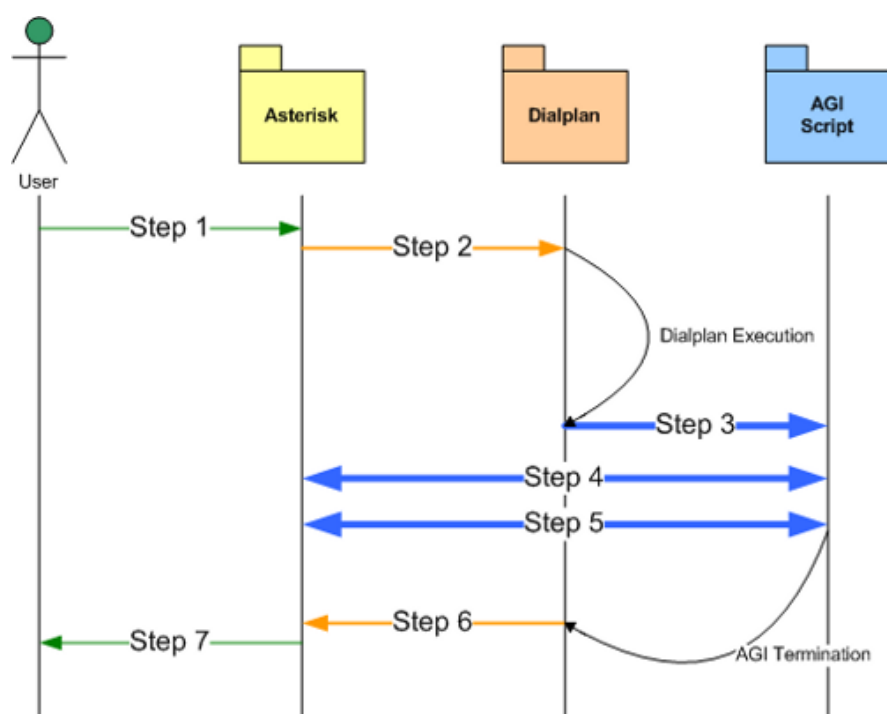 Asterisk
Dialplan
AGI
Script
User
Step 1
Step 2
Dialplan Execution
Step 3
Step 4
Step 5
Step 6
Step 7
AGI Termination